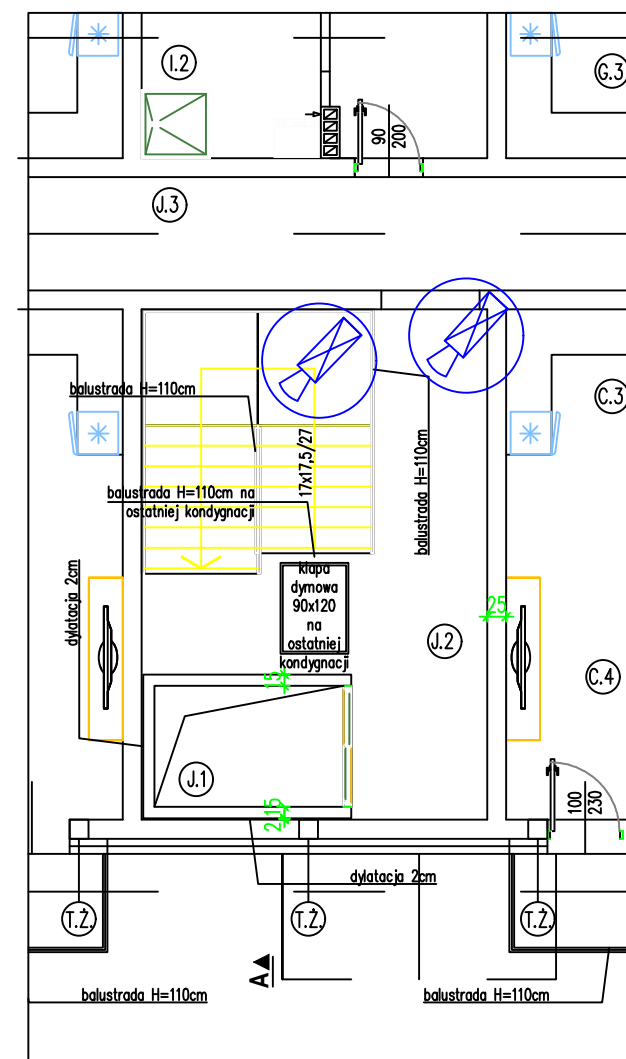 I.2
G.3
90
200
J.3
balustrada H=110cm
C.3
17x17,5/27
balustrada H=110cm
balustrada H=110cm na
ostatniej kondygnacji
klapa
dymowa
90x120
na
ostatniej
kondygnacji
dylatacja 2cm
25
J.2
C.4
15
J.1
100
230
2,15
dylatacja 2cm
T.Ż.
T.Ż.
T.Ż.
A
balustrada H=110cm
balustrada H=110cm